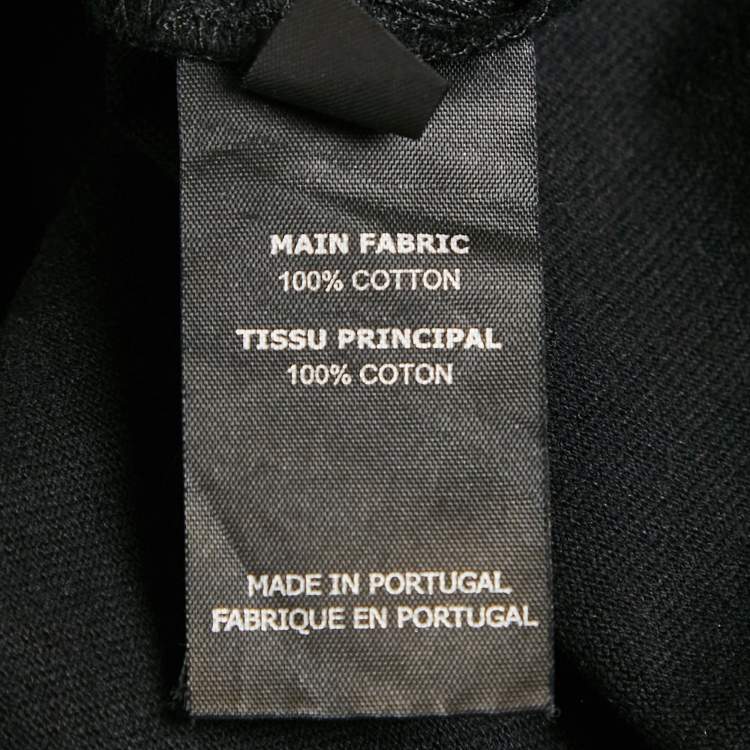 MAIN FABRIC
100% COTTON
TISSU PRINCIPAL
100% COTON
MADE IN PORTUGAL
FABRIQUE EN PORTUGAL